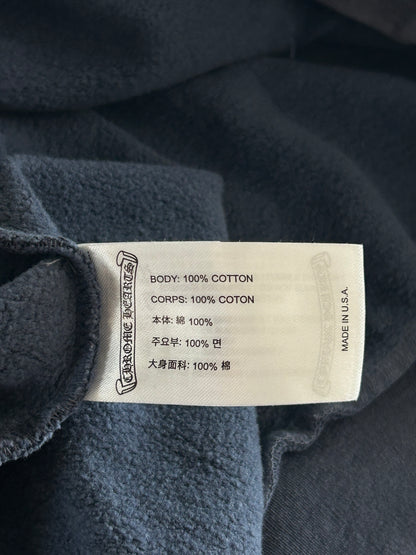 CHROME HEARTS
BODY: 100% COTTON
CORPS: 100% COTON
本体: 綿 100%
주요부: 100% 면
大身面料: 100% 棉
MADE IN U.S.A.